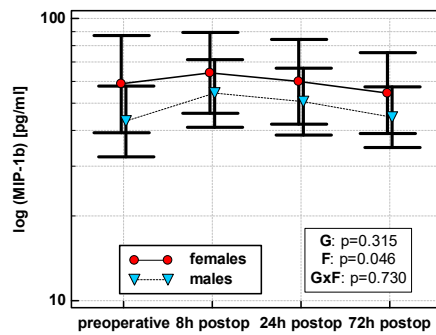 100
log (MIP-1b) [pg/ml]
10
females
males
G: p=0.315
F: p=0.046
GxF: p=0.730
preoperative 8h postop 24h postop 72h postop